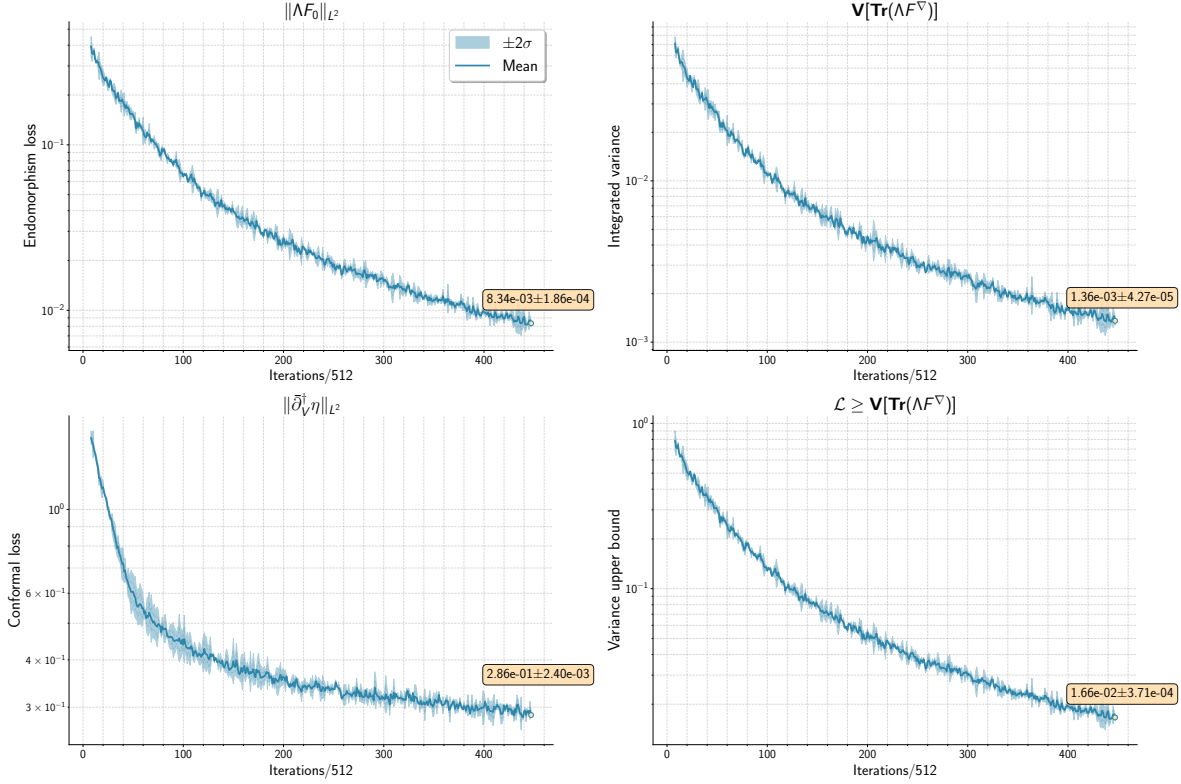 ‖ΛF₀‖_{L²}
±2σ
Mean
Endomorphism loss
10⁻¹
10⁻²
8.34e-03±1.86e-04
0 100 200 300 400
Iterations/512
V[Tr(ΛF^∇)]
Integrated variance
10⁻²
10⁻³
1.36e-03±4.27e-05
0 100 200 300 400
Iterations/512
‖∂̄_V^†η‖_{L²}
Conformal loss
10⁰
6 × 10⁻¹
4 × 10⁻¹
3 × 10⁻¹
2.86e-01±2.40e-03
0 100 200 300 400
Iterations/512
ℒ ≥ V[Tr(ΛF^∇)]
Variance upper bound
10⁰
10⁻¹
1.66e-02±3.71e-04
0 100 200 300 400
Iterations/512